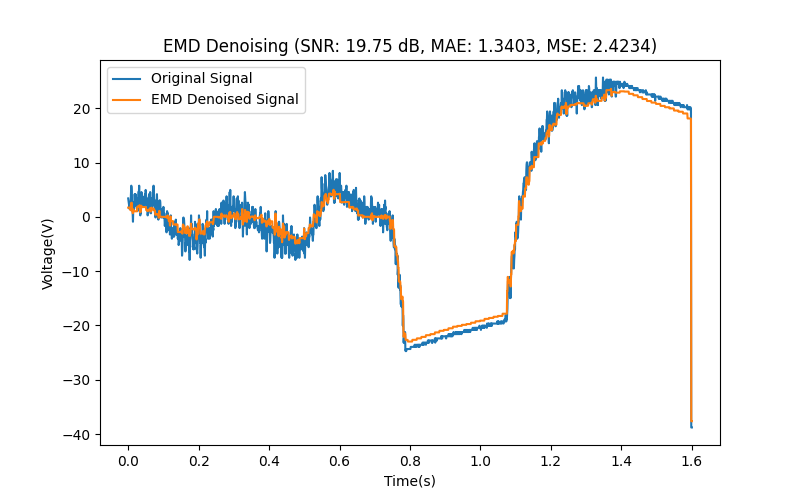 EMD Denoising (SNR: 19.75 dB, MAE: 1.3403, MSE: 2.4234)
Original Signal
EMD Denoised Signal
20
10
0
−10
−20
−30
−40
Voltage(V)
0.0 0.2 0.4 0.6 0.8 1.0 1.2 1.4 1.6
Time(s)